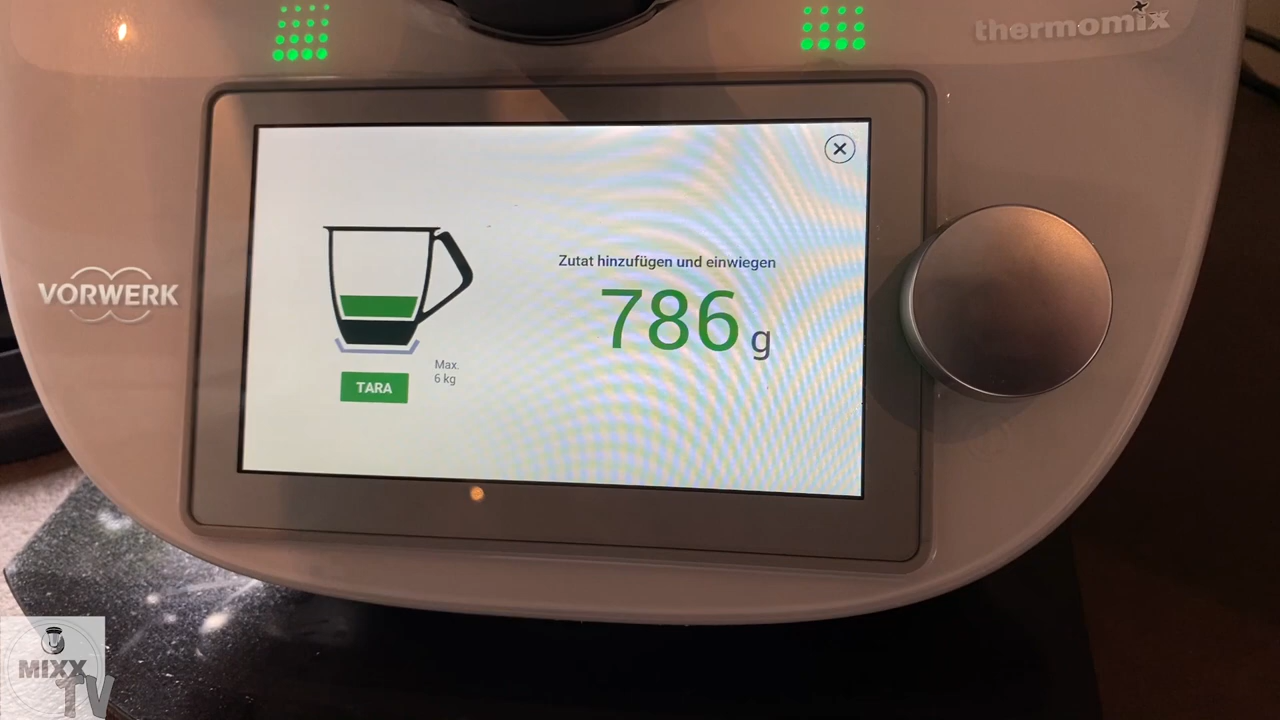 thermomix
VORWERK
Zutat hinzufügen und einwiegen
786 g
Max.
6 kg
TARA
MIXX
TV